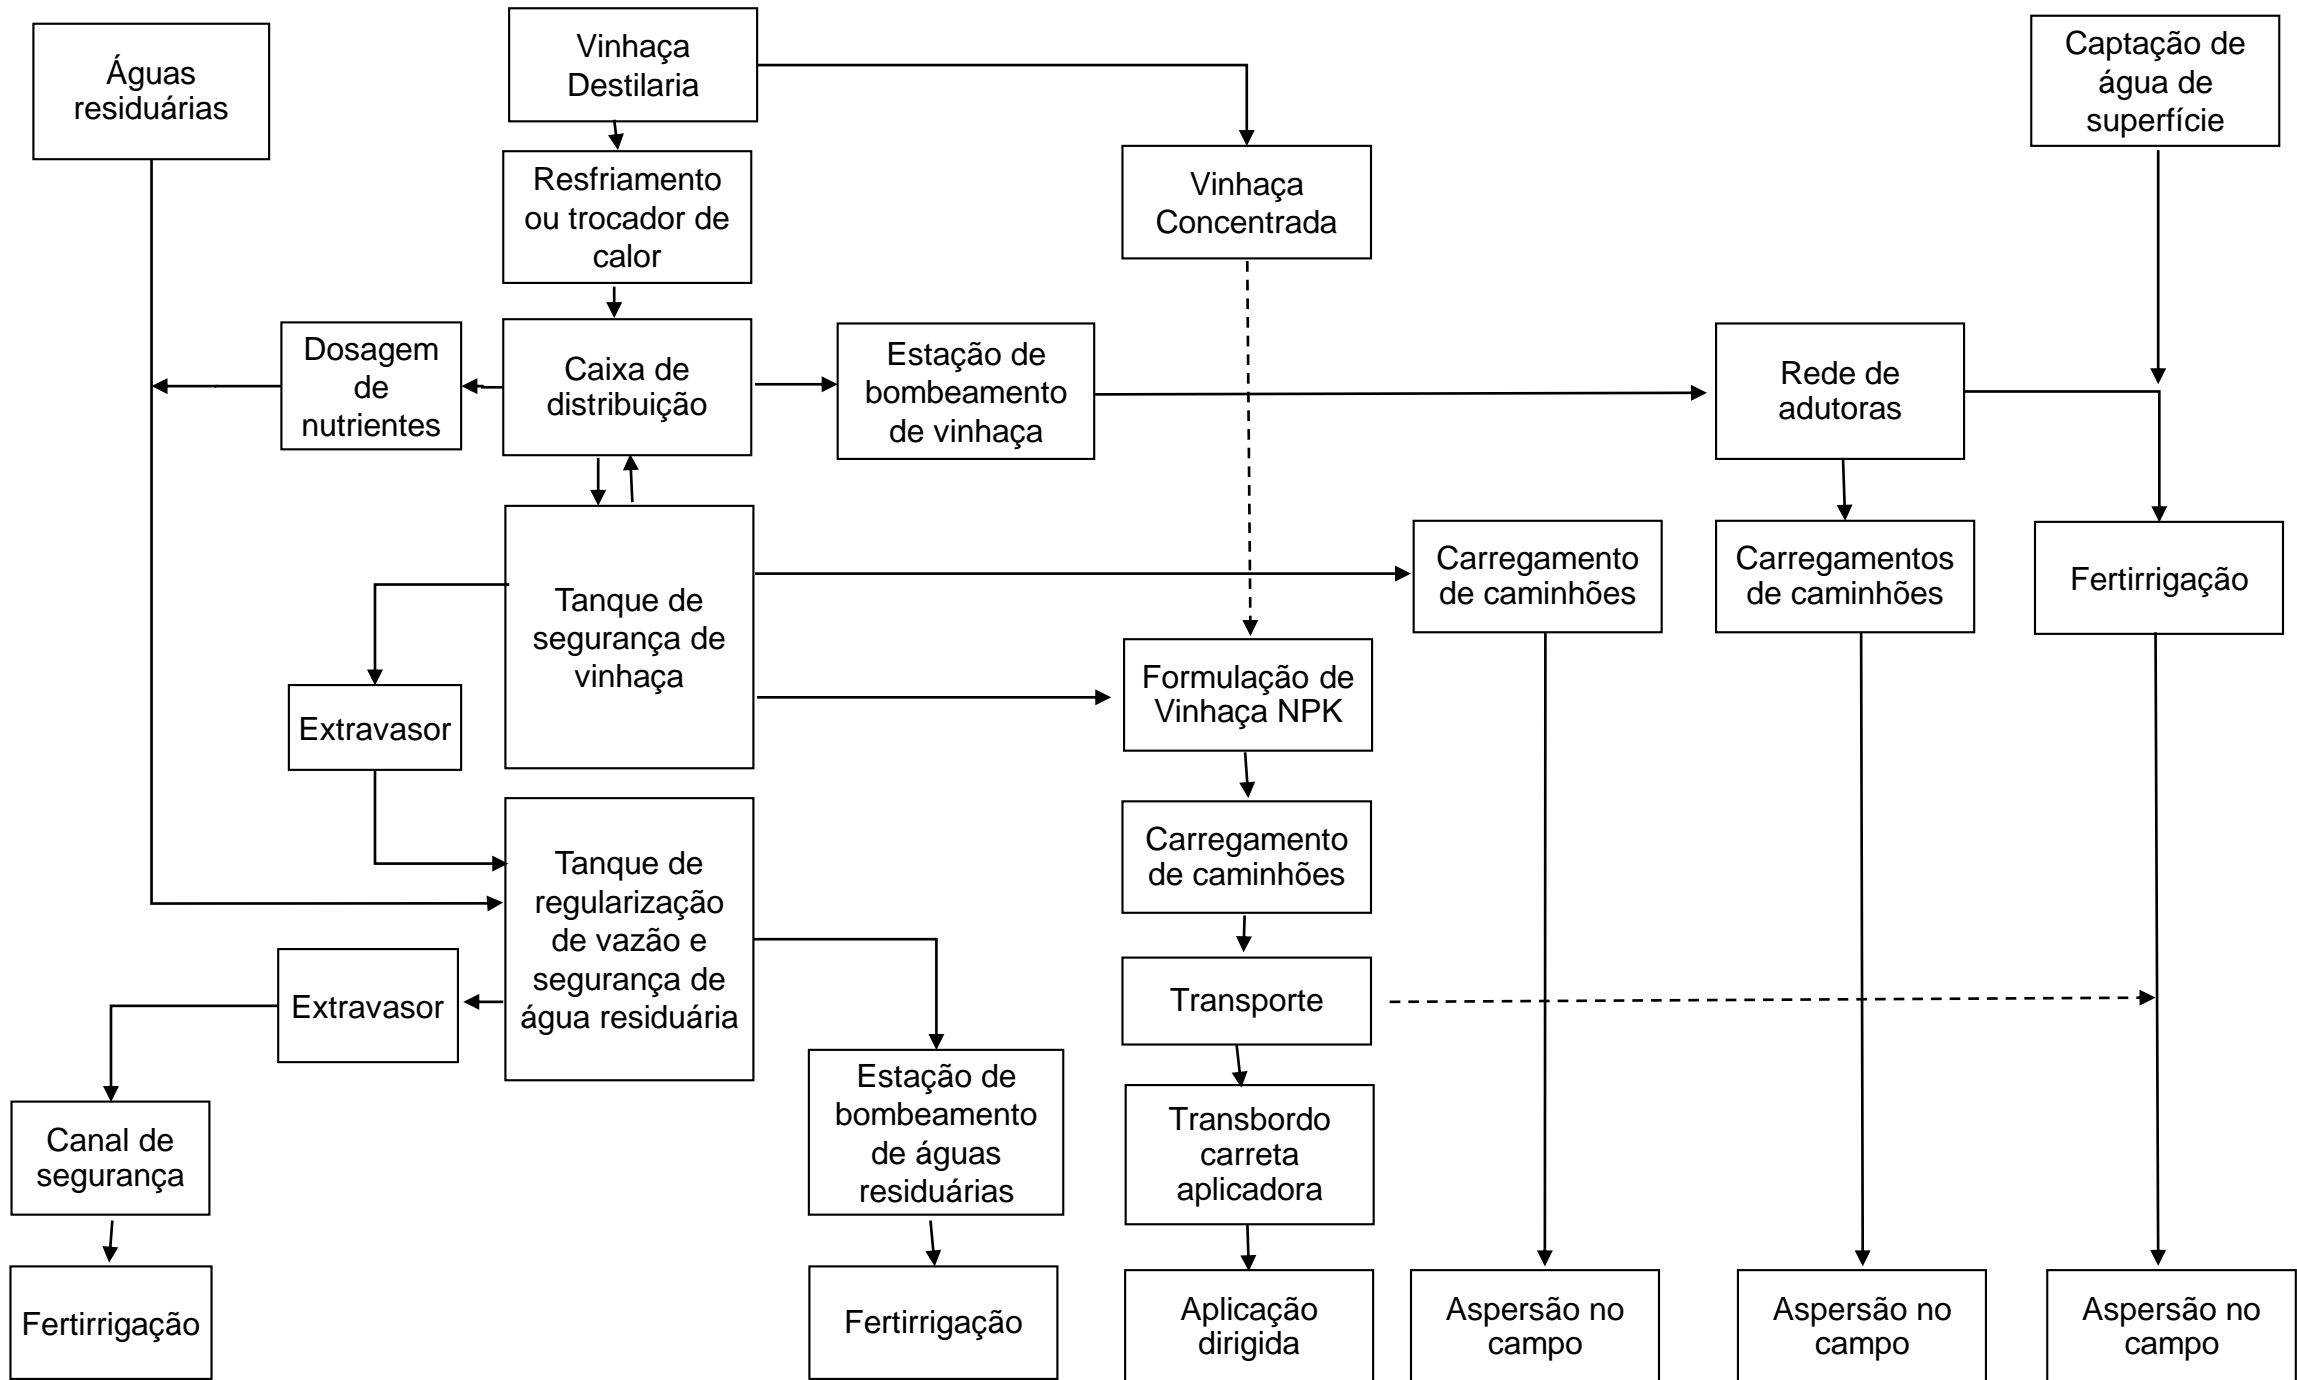 Águas
residuárias
Vinhaça
Destilaria
Captação de
água de
superfície
Resfriamento
ou trocador de
calor
Vinhaça
Concentrada
Dosagem
de
nutrientes
Caixa de
distribuição
Estação de
bombeamento
de vinhaça
Rede de
adutoras
Tanque de
segurança de
vinhaça
Carregamento
de caminhões
Carregamentos
de caminhões
Fertirrigação
Extravasor
Formulação de
Vinhaça NPK
Tanque de
regularização
de vazão e
segurança de
água residuária
Carregamento
de caminhões
Extravasor
Transporte
Canal de
segurança
Estação de
bombeamento
de águas
residuárias
Transbordo
carreta
aplicadora
Fertirrigação
Fertirrigação
Aplicação
dirigida
Aspersão no
campo
Aspersão no
campo
Aspersão no
campo